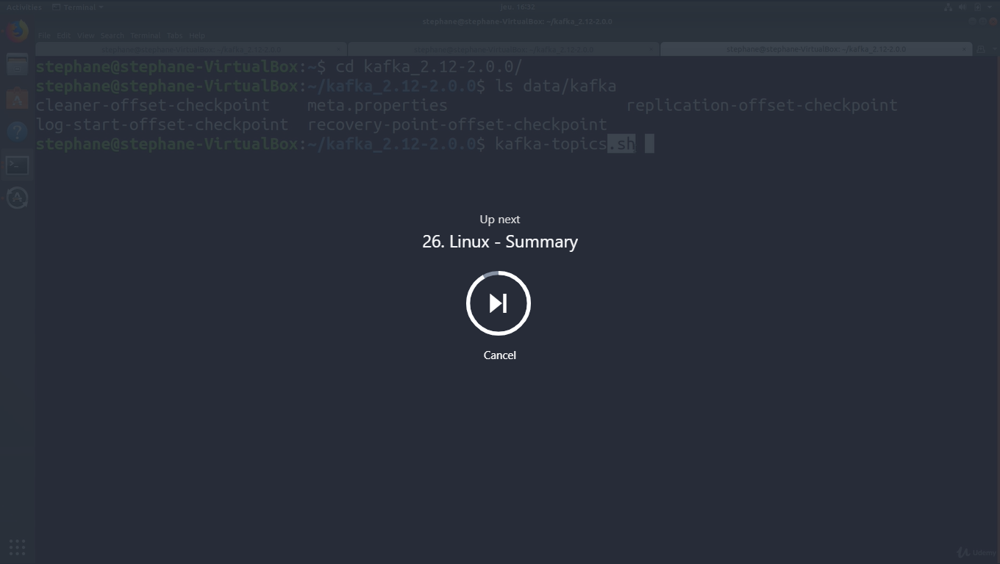 Activities Terminal jeu. 16:32
stephane@stephane-VirtualBox: ~/kafka_2.12-2.0.0
File Edit View Search Terminal Tabs Help
stephane@stephane-VirtualBox: ~/kafka_2.12-2.0.0 stephane@stephane-VirtualBox: ~/kafka_2.12-2.0.0 stephane@stephane-VirtualBox: ~/kafka_2.12-2.0.0
stephane@stephane-VirtualBox:~$ cd kafka_2.12-2.0.0/
stephane@stephane-VirtualBox:~/kafka_2.12-2.0.0$ ls data/kafka
cleaner-offset-checkpoint meta.properties replication-offset-checkpoint
log-start-offset-checkpoint recovery-point-offset-checkpoint
stephane@stephane-VirtualBox:~/kafka_2.12-2.0.0$ kafka-topics.sh
Up next
26. Linux - Summary
Cancel
Udemy